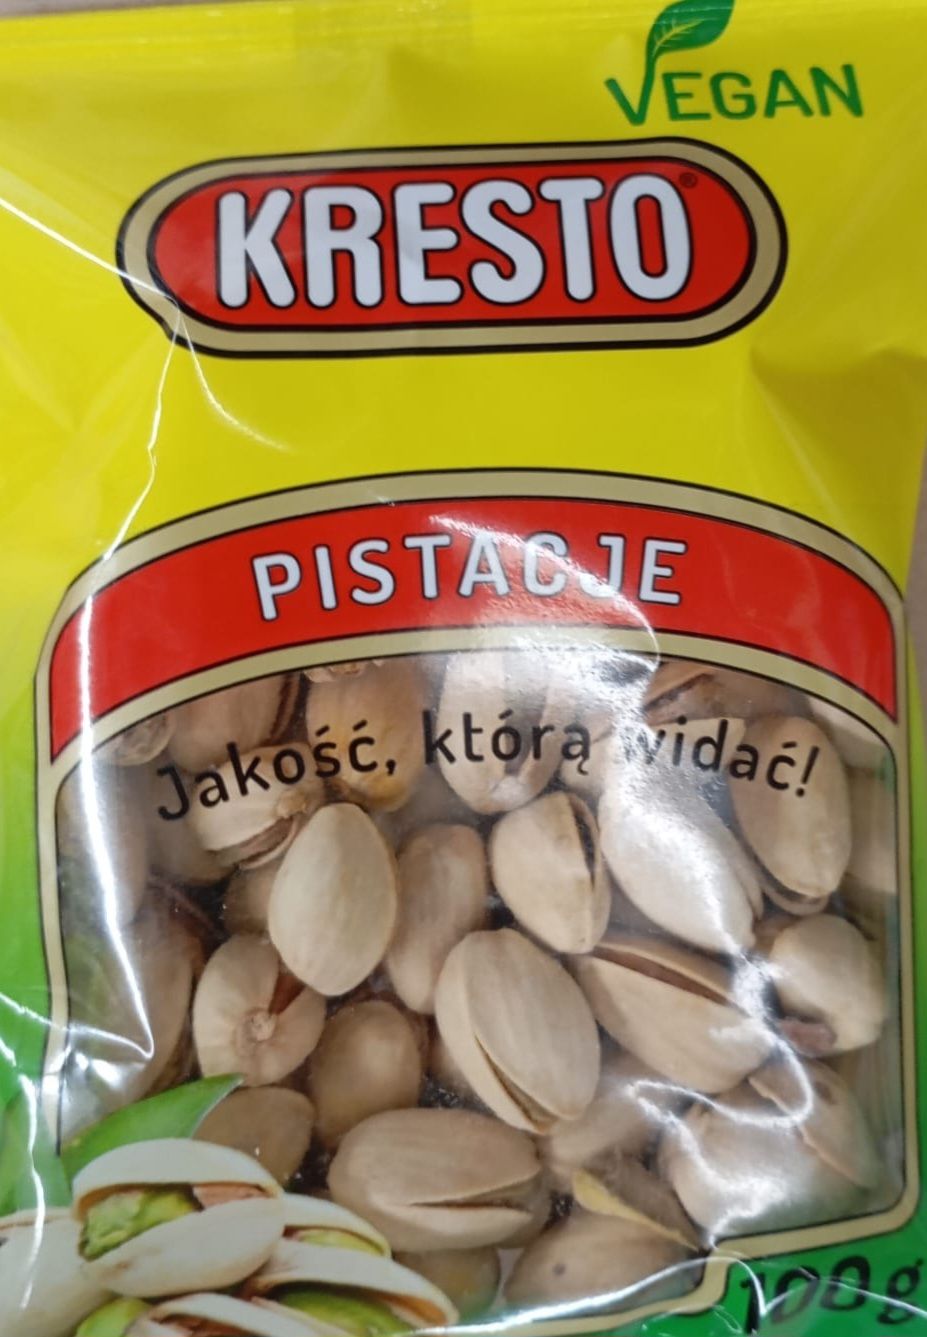 VEGAN
KRESTO®
PISTACJE
Jakość, którą widać!
100g